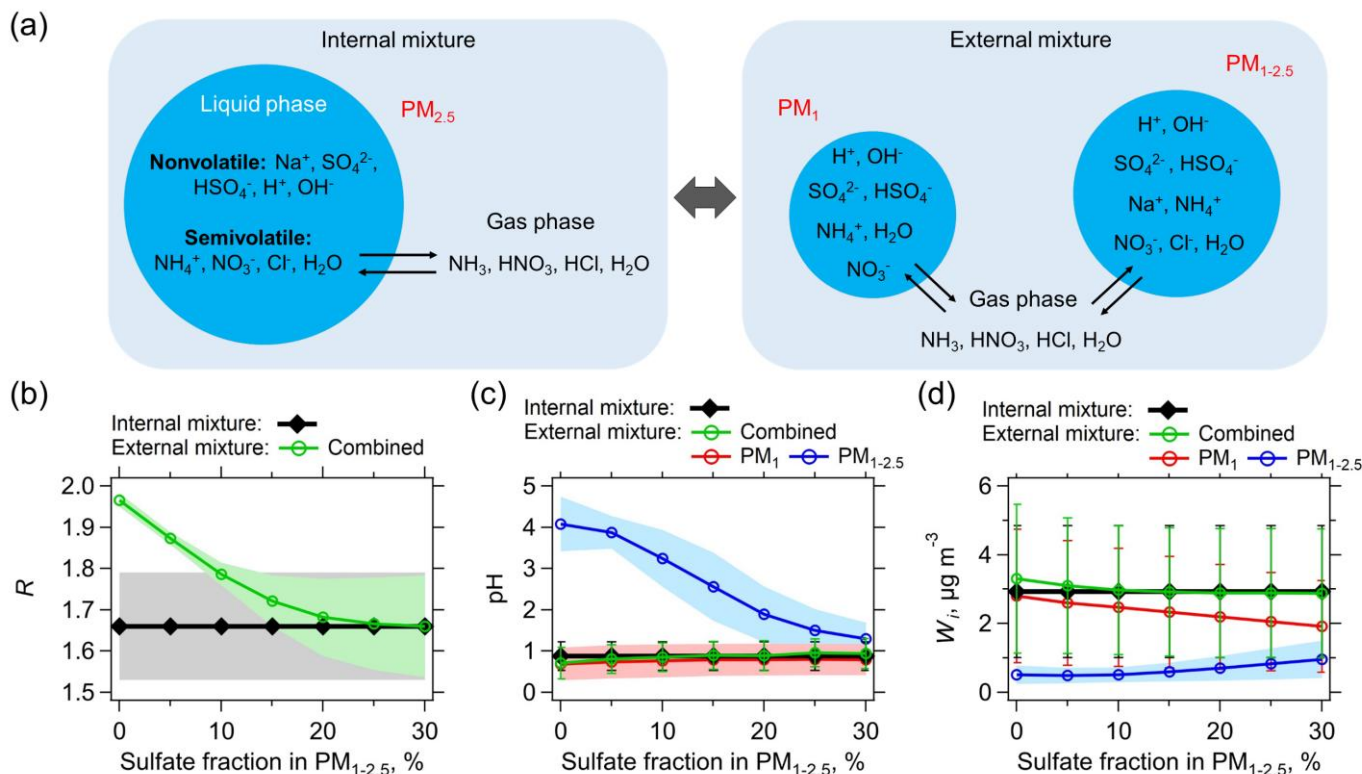 (a)
Internal mixture
Liquid phase
PM2.5
Nonvolatile: Na⁺, SO₄²⁻,
HSO₄⁻, H⁺, OH⁻
Semivolatile:
NH₄⁺, NO₃⁻, Cl⁻, H₂O
Gas phase
NH₃, HNO₃, HCl, H₂O
External mixture
PM₁
PM₁₋₂.₅
H⁺, OH⁻
SO₄²⁻, HSO₄⁻
NH₄⁺, H₂O
NO₃⁻
H⁺, OH⁻
SO₄²⁻, HSO₄⁻
Na⁺, NH₄⁺
NO₃⁻, Cl⁻, H₂O
Gas phase
NH₃, HNO₃, HCl, H₂O
(b)
Internal mixture:
External mixture: Combined
2.0
1.9
1.8
1.7
1.6
1.5
R
0 10 20 30
Sulfate fraction in PM₁₋₂.₅, %
(c)
Internal mixture:
External mixture: Combined
PM₁ PM₁₋₂.₅
5
4
3
2
1
0
pH
0 10 20 30
Sulfate fraction in PM₁₋₂.₅, %
(d)
Internal mixture:
External mixture: Combined
PM₁ PM₁₋₂.₅
6
4
2
0
Wᵢ, µg m⁻³
0 10 20 30
Sulfate fraction in PM₁₋₂.₅, %